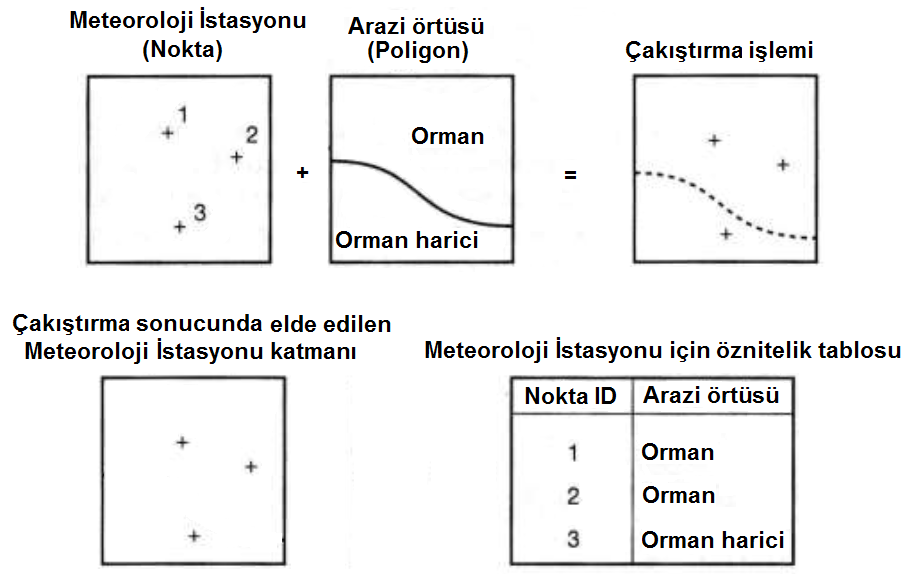 Meteoroloji İstasyonu
(Nokta)
Arazi örtüsü
(Poligon)
Çakıştırma işlemi
1
2
3
+
Orman
Orman harici
=
Çakıştırma sonucunda elde edilen
Meteoroloji İstasyonu katmanı
Meteoroloji İstasyonu için öznitelik tablosu
Nokta ID Arazi örtüsü
1 Orman
2 Orman
3 Orman harici